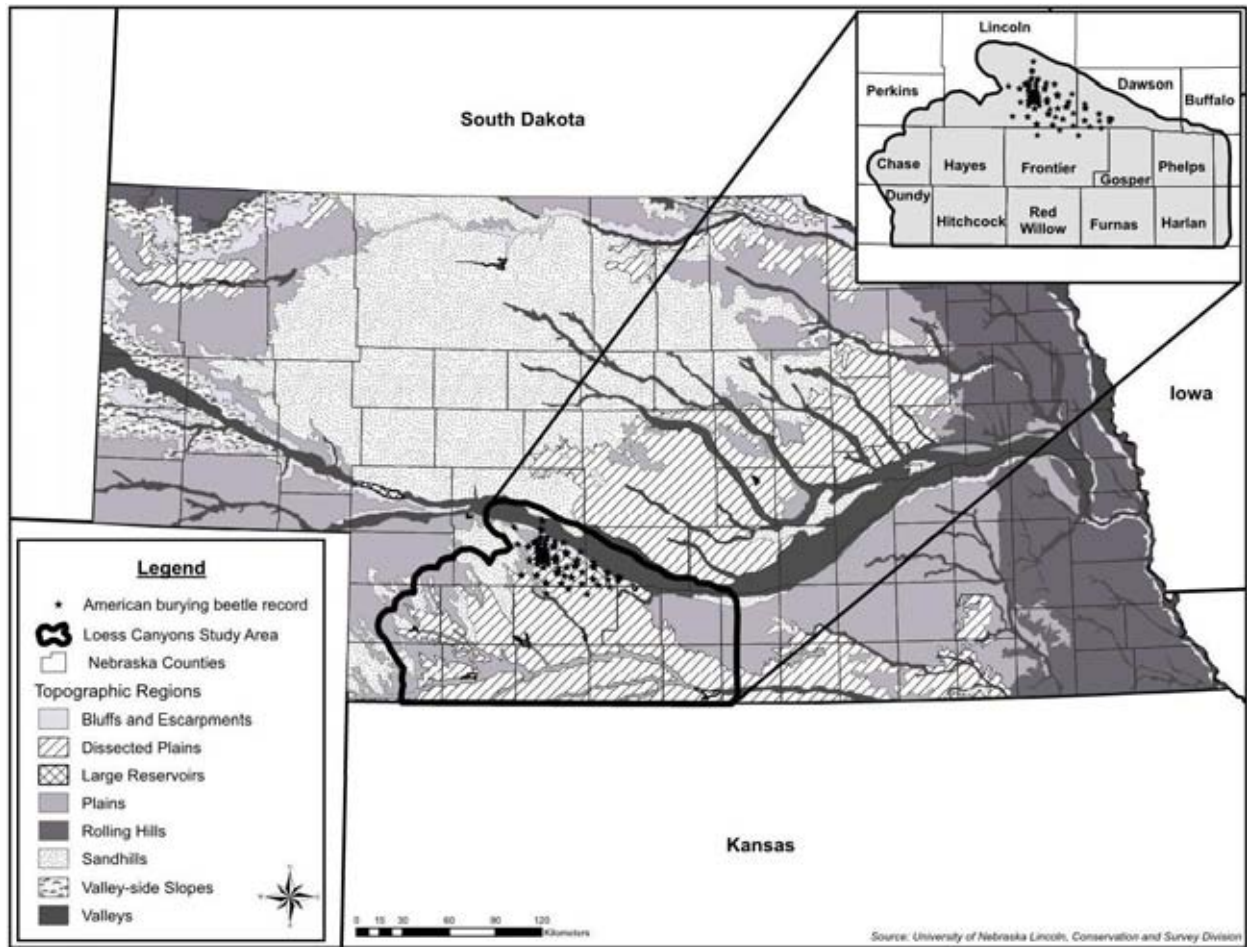 Lincoln
Perkins
Dawson
Buffalo
Chase
Hayes
Frontier
Gosper
Phelps
Dundy
Hitchcock
Red
Willow
Furnas
Harlan
South Dakota
Iowa
Kansas
Legend
American burying beetle record
Loess Canyons Study Area
Nebraska Counties
Topographic Regions
Bluffs and Escarpments
Dissected Plains
Large Reservoirs
Plains
Rolling Hills
Sandhills
Valley-side Slopes
Valleys
0 15 30 60 90 120
Kilometers
Source: University of Nebraska Lincoln, Conservation and Survey Division